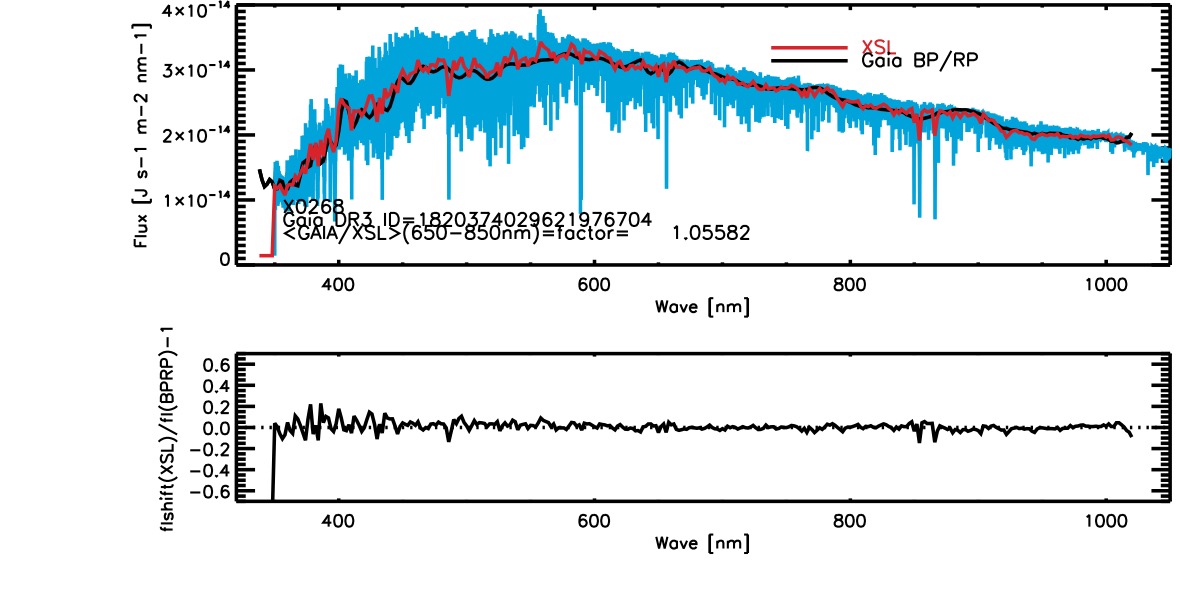 4×10−14
3×10−14
2×10−14
1×10−14
0
Flux [J s−1 m−2 nm−1]
XSL
Gaia BP/RP
X0268
Gaia DR3 ID=1820374029621976704
<GAIA/XSL>(650−850nm)=factor= 1.05582
400 600 800 1000
Wave [nm]
flshift(XSL)/fl(BPRP)−1
0.6
0.4
0.2
0.0
−0.2
−0.4
−0.6
400 600 800 1000
Wave [nm]